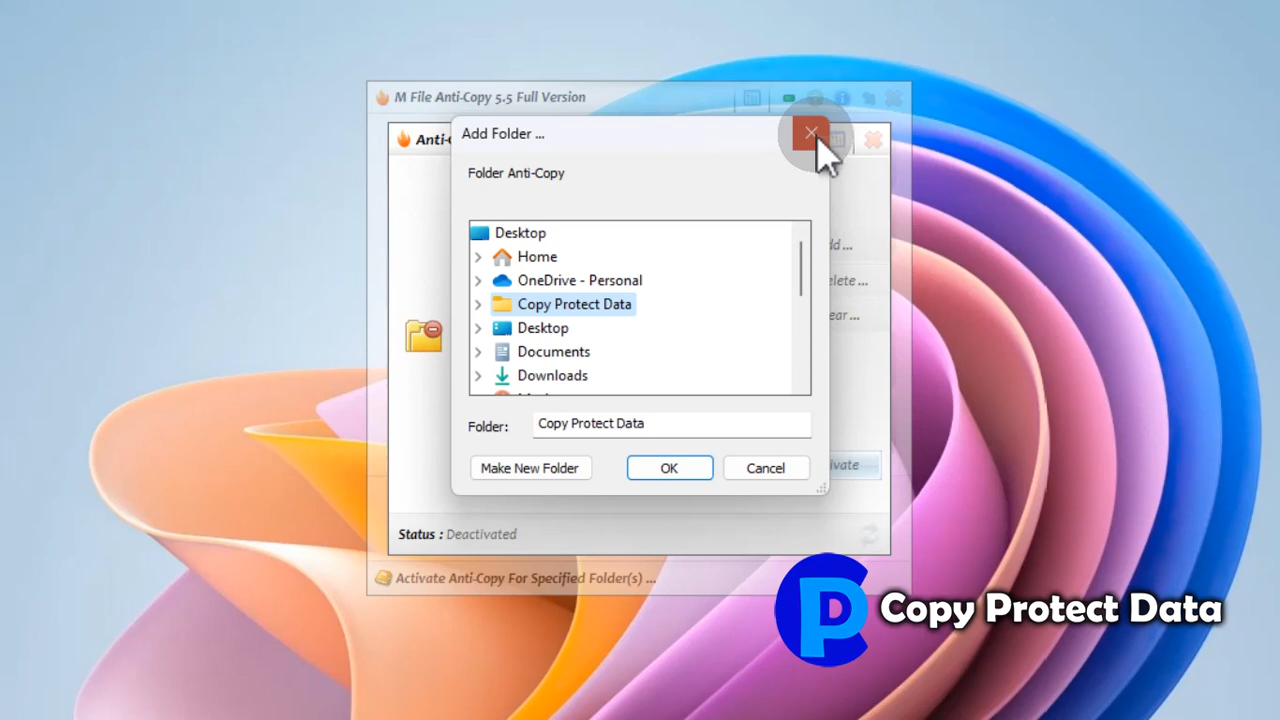 M File Anti-Copy 5.5 Full Version
Add Folder ...
Folder Anti-Copy
Desktop
Home
OneDrive - Personal
Copy Protect Data
Desktop
Documents
Downloads
Folder: Copy Protect Data
Make New Folder OK Cancel
Status : Deactivated
Activate Anti-Copy For Specified Folder(s) ...
Copy Protect Data